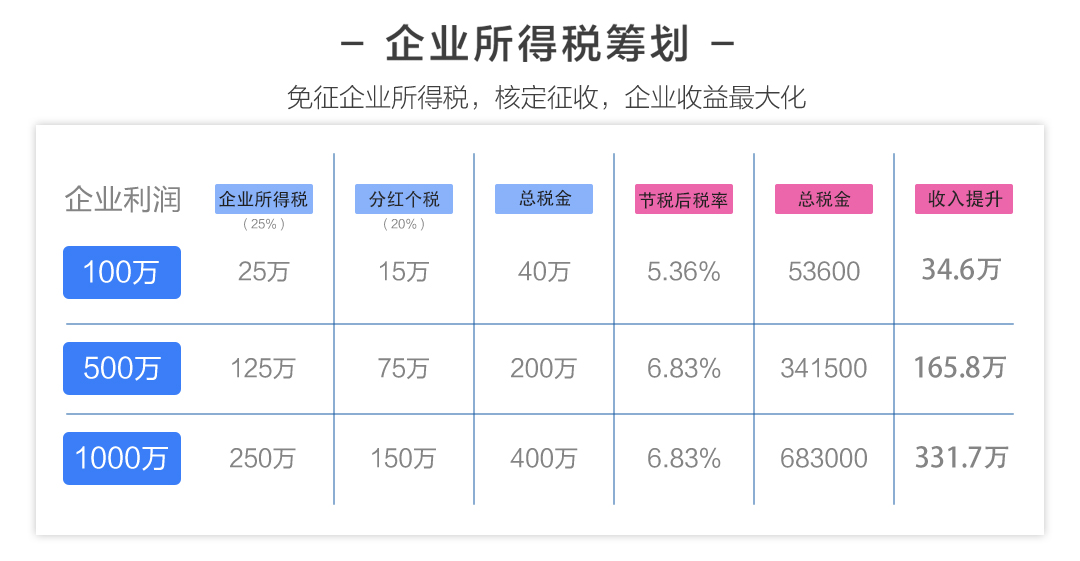 - 企业所得税筹划 -
免征企业所得税，核定征收，企业收益最大化
企业利润 企业所得税 分红个税 总税金 节税后税率 总税金 收入提升
（25%） （20%）
100万 25万 15万 40万 5.36% 53600 34.6万
500万 125万 75万 200万 6.83% 341500 165.8万
1000万 250万 150万 400万 6.83% 683000 331.7万